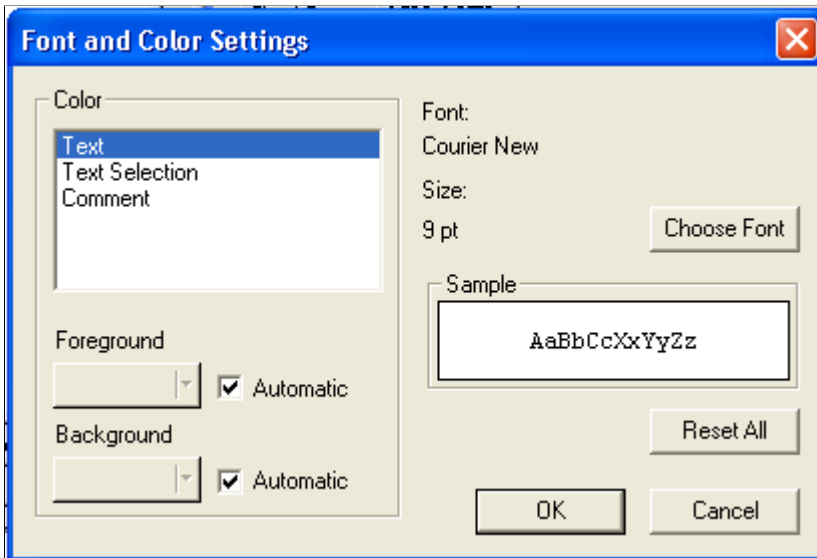 Font and Color Settings
Color
Text
Text Selection
Comment
Foreground
Automatic
Background
Automatic
Font:
Courier New
Size:
9 pt
Choose Font
Sample
AaBbCcXxYyZz
Reset All
OK
Cancel